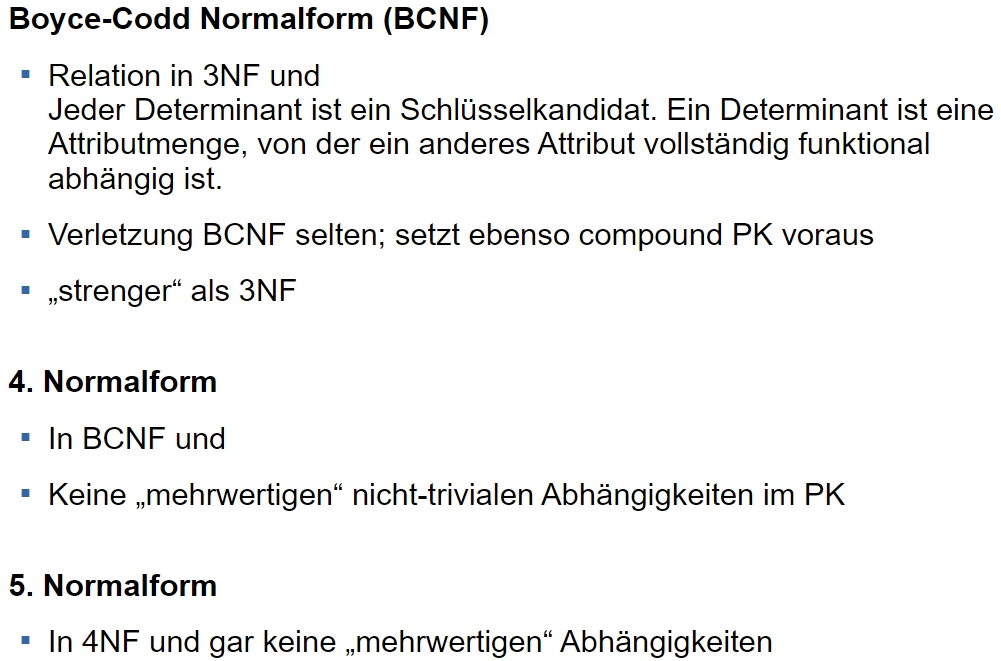 Boyce-Codd Normalform (BCNF)
▪ Relation in 3NF und
Jeder Determinant ist ein Schlüsselkandidat. Ein Determinant ist eine
Attributmenge, von der ein anderes Attribut vollständig funktional
abhängig ist.
▪ Verletzung BCNF selten; setzt ebenso compound PK voraus
▪ „strenger“ als 3NF
4. Normalform
▪ In BCNF und
▪ Keine „mehrwertigen“ nicht-trivialen Abhängigkeiten im PK
5. Normalform
▪ In 4NF und gar keine „mehrwertigen“ Abhängigkeiten